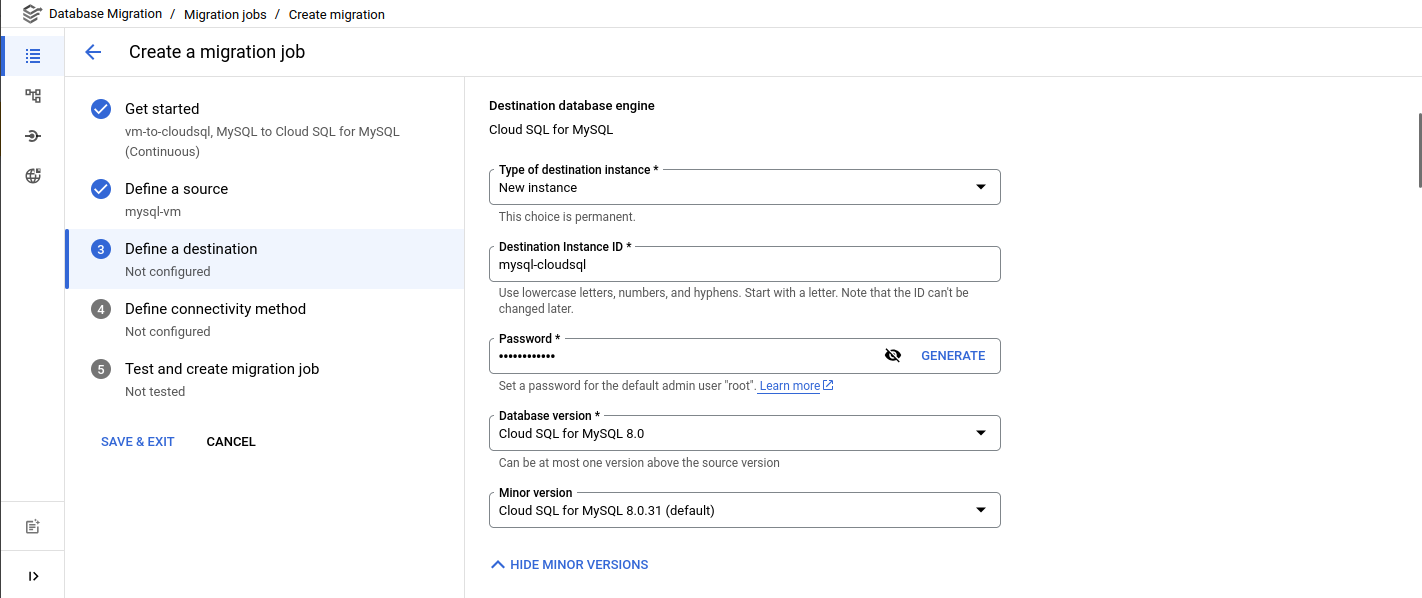 Database Migration / Migration jobs / Create migration
Create a migration job
Get started
vm-to-cloudsql, MySQL to Cloud SQL for MySQL
(Continuous)
Define a source
mysql-vm
3 Define a destination
Not configured
4 Define connectivity method
Not configured
5 Test and create migration job
Not tested
SAVE & EXIT CANCEL
Destination database engine
Cloud SQL for MySQL
Type of destination instance *
New instance
This choice is permanent.
Destination Instance ID *
mysql-cloudsql
Use lowercase letters, numbers, and hyphens. Start with a letter. Note that the ID can't be
changed later.
Password *
•••••••••••• GENERATE
Set a password for the default admin user "root". Learn more
Database version *
Cloud SQL for MySQL 8.0
Can be at most one version above the source version
Minor version
Cloud SQL for MySQL 8.0.31 (default)
HIDE MINOR VERSIONS